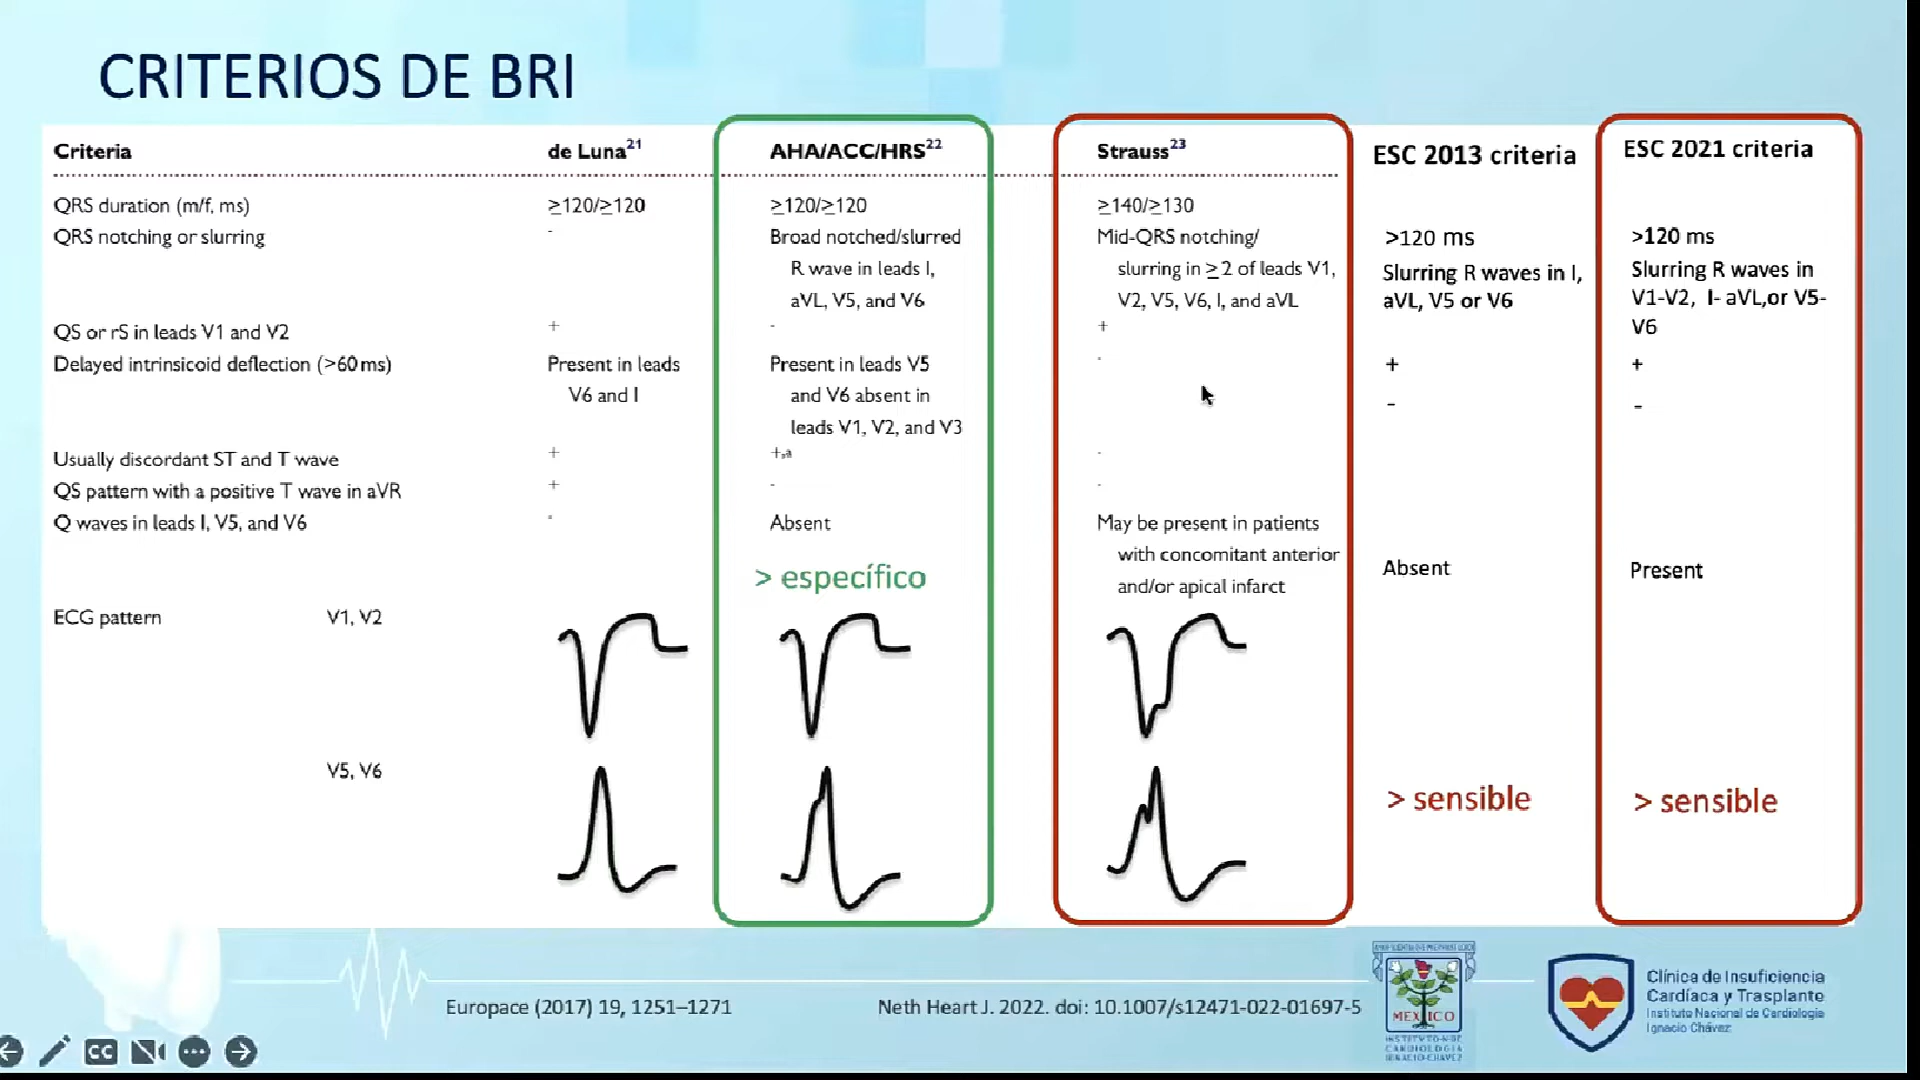 CRITERIOS DE BRI
Criteria de Luna21 AHA/ACC/HRS22 Strauss23 ESC 2013 criteria ESC 2021 criteria
QRS duration (m/f, ms) ≥120/≥120 ≥120/≥120 ≥140/≥130
QRS notching or slurring - Broad notched/slurred Mid-QRS notching/ >120 ms >120 ms
R wave in leads I, slurring in ≥2 of leads V1, Slurring R waves in I, Slurring R waves in
aVL, V5, and V6 V2, V5, V6, I, and aVL aVL, V5 or V6 V1-V2, I- aVL,or V5-
V6
QS or rS in leads V1 and V2 + - +
Delayed intrinsicoid deflection (>60 ms) Present in leads Present in leads V5 - + +
V6 and I and V6 absent in - -
leads V1, V2, and V3
Usually discordant ST and T wave + +,a -
QS pattern with a positive T wave in aVR + - -
Q waves in leads I, V5, and V6 - Absent May be present in patients
with concomitant anterior
> específico and/or apical infarct Absent Present
ECG pattern V1, V2
V5, V6
> sensible > sensible
Europace (2017) 19, 1251–1271 Neth Heart J. 2022. doi: 10.1007/s12471-022-01697-5
MEXICO
INSTITUTO N. DE
CARDIOLOGIA
IGNACIO CHAVEZ
Clínica de Insuficiencia
Cardíaca y Trasplante
Instituto Nacional de Cardiología
Ignacio Chávez
CC